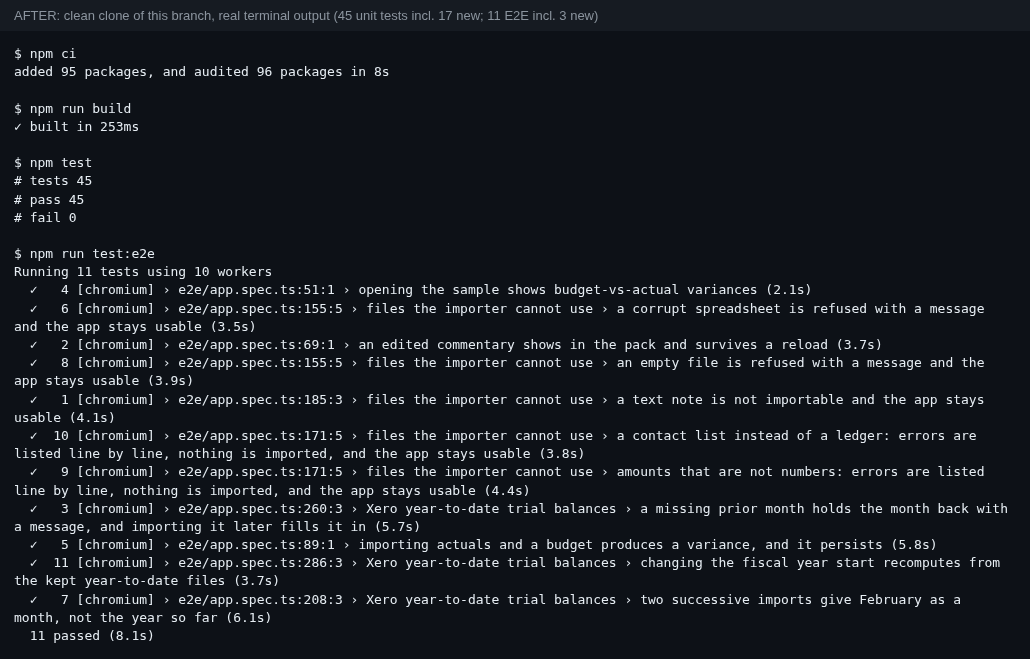 AFTER: clean clone of this branch, real terminal output (45 unit tests incl. 17 new; 11 E2E incl. 3 new)
$ npm ci
added 95 packages, and audited 96 packages in 8s
$ npm run build
✓ built in 253ms
$ npm test
# tests 45
# pass 45
# fail 0
$ npm run test:e2e
Running 11 tests using 10 workers
✓ 4 [chromium] › e2e/app.spec.ts:51:1 › opening the sample shows budget-vs-actual variances (2.1s)
✓ 6 [chromium] › e2e/app.spec.ts:155:5 › files the importer cannot use › a corrupt spreadsheet is refused with a message
and the app stays usable (3.5s)
✓ 2 [chromium] › e2e/app.spec.ts:69:1 › an edited commentary shows in the pack and survives a reload (3.7s)
✓ 8 [chromium] › e2e/app.spec.ts:155:5 › files the importer cannot use › an empty file is refused with a message and the
app stays usable (3.9s)
✓ 1 [chromium] › e2e/app.spec.ts:185:3 › files the importer cannot use › a text note is not importable and the app stays
usable (4.1s)
✓ 10 [chromium] › e2e/app.spec.ts:171:5 › files the importer cannot use › a contact list instead of a ledger: errors are
listed line by line, nothing is imported, and the app stays usable (3.8s)
✓ 9 [chromium] › e2e/app.spec.ts:171:5 › files the importer cannot use › amounts that are not numbers: errors are listed
line by line, nothing is imported, and the app stays usable (4.4s)
✓ 3 [chromium] › e2e/app.spec.ts:260:3 › Xero year-to-date trial balances › a missing prior month holds the month back with
a message, and importing it later fills it in (5.7s)
✓ 5 [chromium] › e2e/app.spec.ts:89:1 › importing actuals and a budget produces a variance, and it persists (5.8s)
✓ 11 [chromium] › e2e/app.spec.ts:286:3 › Xero year-to-date trial balances › changing the fiscal year start recomputes from
the kept year-to-date files (3.7s)
✓ 7 [chromium] › e2e/app.spec.ts:208:3 › Xero year-to-date trial balances › two successive imports give February as a
month, not the year so far (6.1s)
11 passed (8.1s)